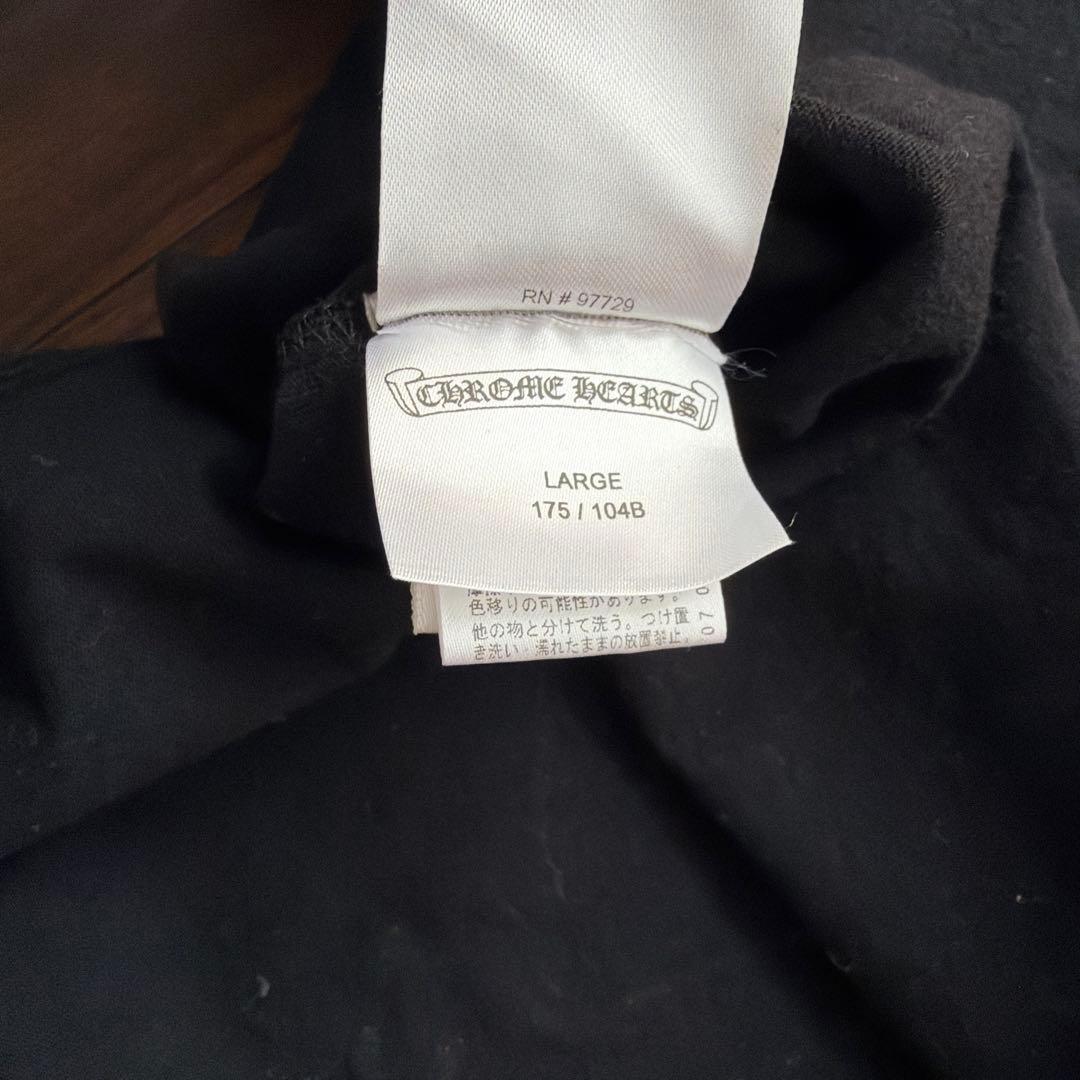 RN # 97729
CHROME HEARTS
LARGE
175 / 104B
色移りの可能性があります。
他の物と分けて洗う。つけ置
き洗い・濡れたままの放置禁止。
07 0